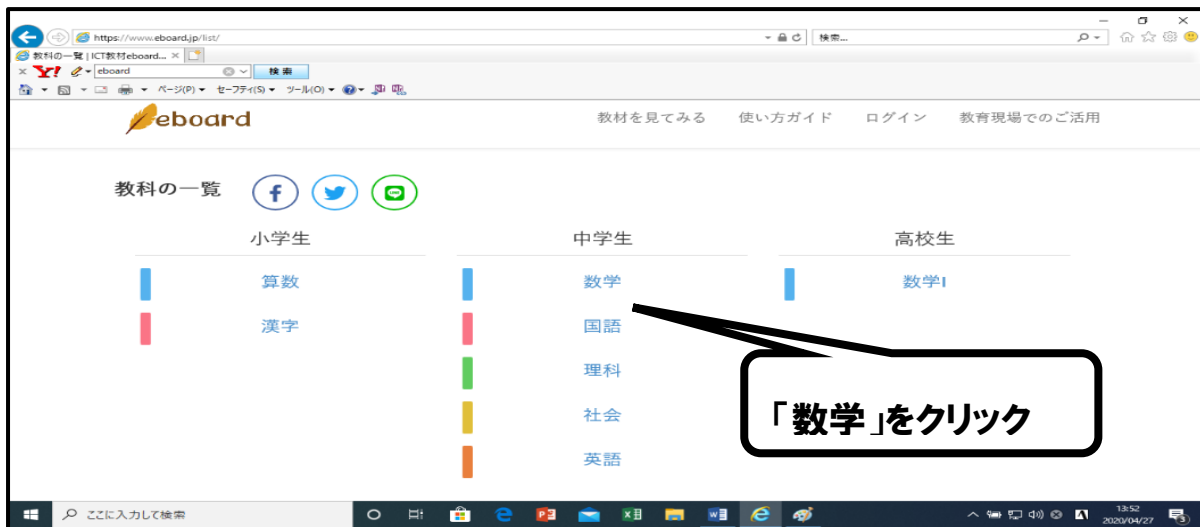 https://www.eboard.jp/list/
検索...
教科の一覧 | ICT教材eboard...
eboard
検索
ページ(P) セーフティ(S) ツール(O)
eboard
教材を見てみる 使い方ガイド ログイン 教育現場でのご活用
教科の一覧
小学生 中学生 高校生
算数 数学 数学I
漢字 国語
理科
社会
英語
「数学」をクリック
ここに入力して検索
13:52
2020/04/27